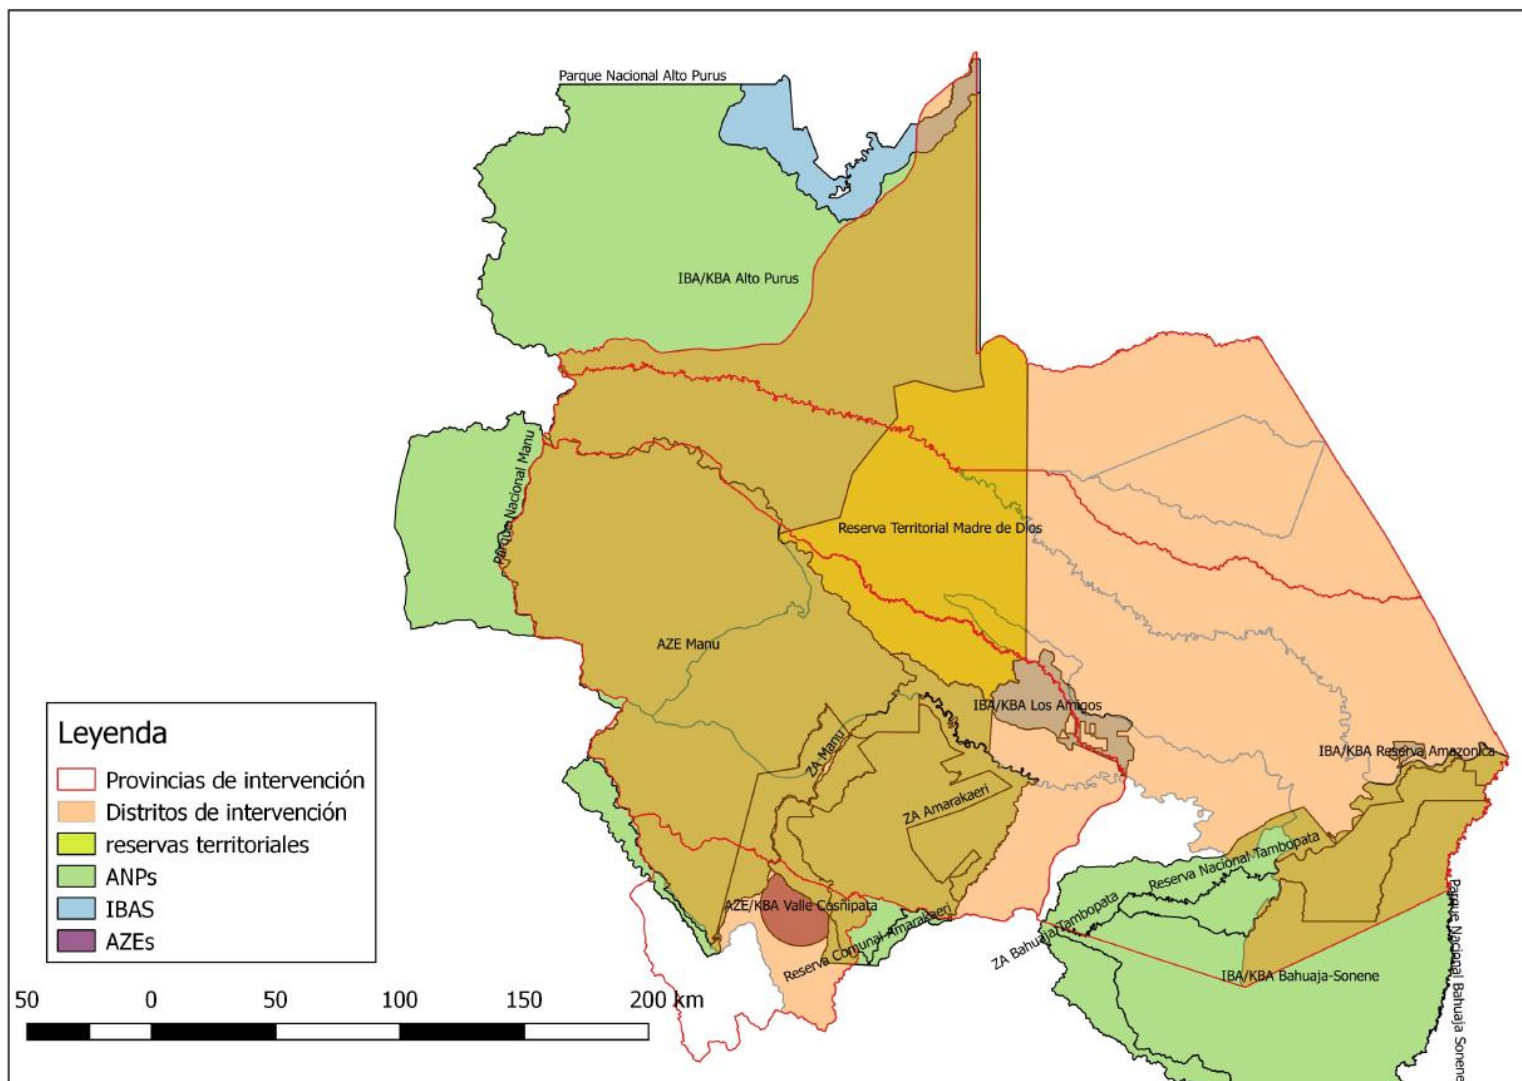 Parque Nacional Alto Purus
IBA/KBA Alto Purus
Parque Nacional Manu
Reserva Territorial Madre de Dios
AZE Manu
IBA/KBA Los Amigos
ZA Manu
IBA/KBA Reserva Amazonica
ZA Amarakaeri
Reserva Nacional Tambopata
AZE/KBA Valle Cosñipata
Reserva Comunal Amarakaeri
ZA Bahuaja/Tambopata
IBA/KBA Bahuaja-Sonene
Parque Nacional Bahuaja Sonene
Leyenda
Provincias de intervención
Distritos de intervención
reservas territoriales
ANPs
IBAS
AZEs
50 0 50 100 150 200 km